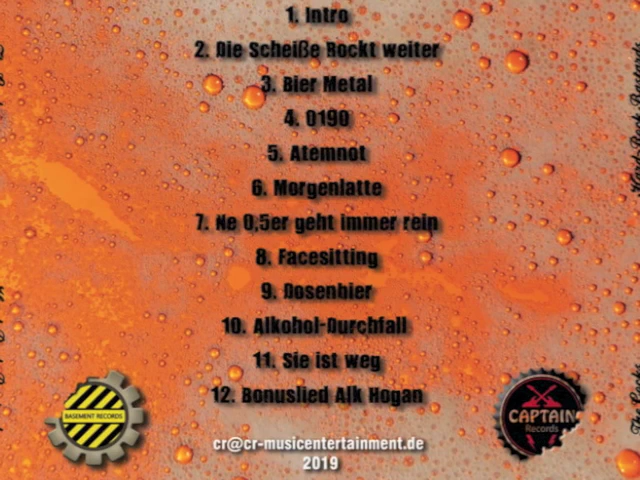 1. Intro
2. Die Scheiße Rockt weiter
3. Bier Metal
4. 0190
5. Atemnot
6. Morgenlatte
7. Ne 0,5er geht immer rein
8. Facesitting
9. Dosenbier
10. Alkohol-Durchfall
11. Sie ist weg
12. Bonuslied Alk Hogan
BASEMENT RECORDS
CAPTAIN
Records
cr@cr-musicentertainment.de
2019